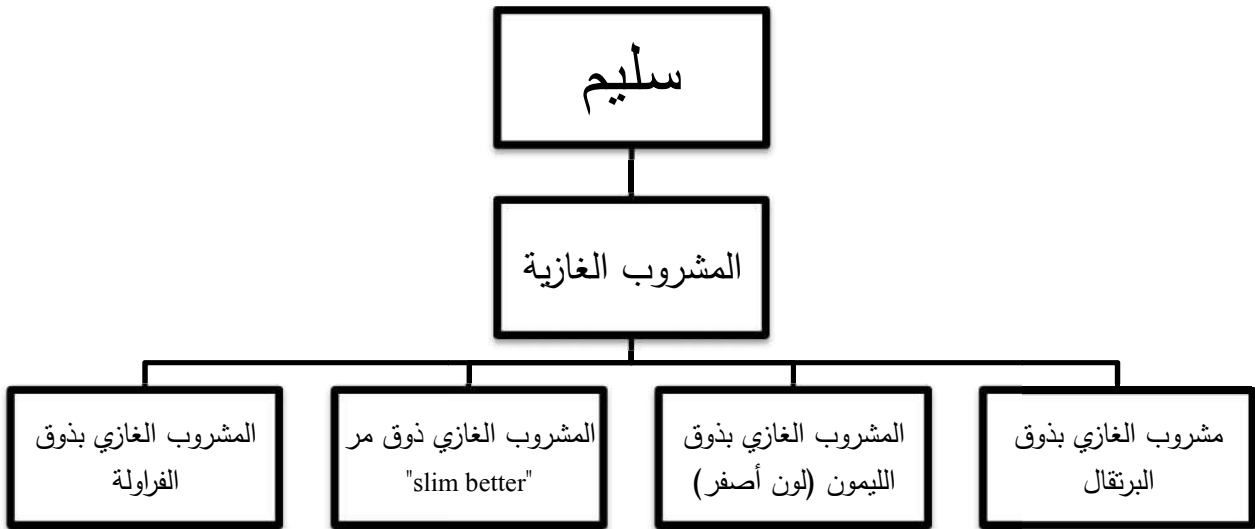 سليم
المشروب الغازية
مشروب الغازي بذوق
البرتقال
المشروب الغازي بذوق
الليمون (لون أصفر)
المشروب الغازي ذوق مر
"slim better"
المشروب الغازي بذوق
الفراولة